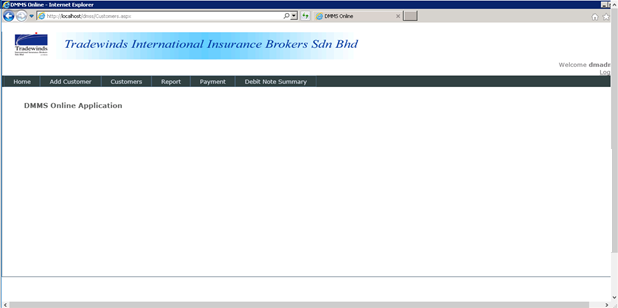 DMMS Online - Internet Explorer
http://localhost/dmss/Customers.aspx
DMMS Online
Tradewinds
Tradewinds International Insurance Brokers Sdn Bhd
Welcome dmadm
Log
Home Add Customer Customers Report Payment Debit Note Summary
DMMS Online Application